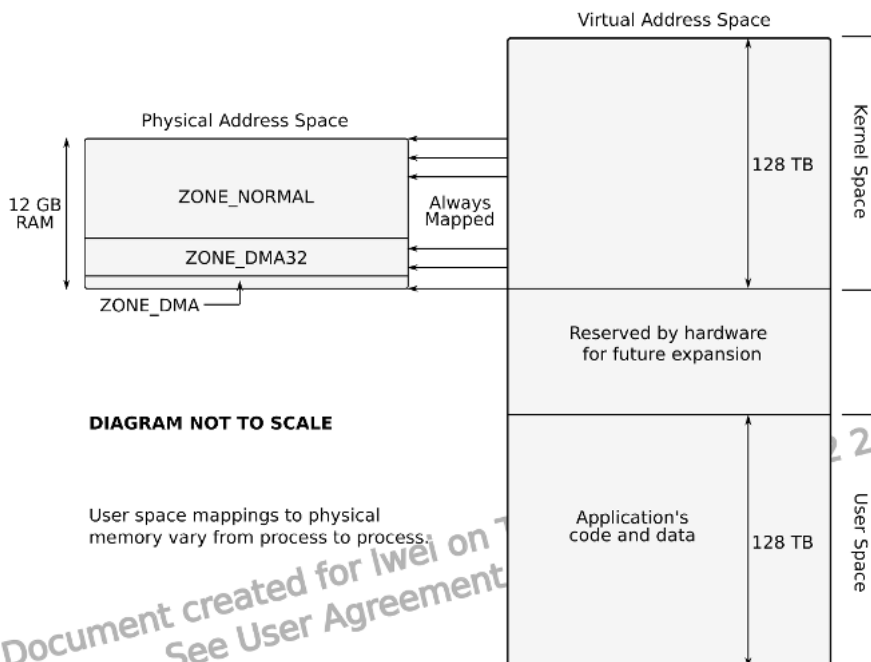 Virtual Address Space
Physical Address Space
12 GB
RAM
ZONE_NORMAL
ZONE_DMA32
ZONE_DMA
Always
Mapped
128 TB
Kernel Space
Reserved by hardware
for future expansion
DIAGRAM NOT TO SCALE
User space mappings to physical
memory vary from process to process.
Application's
code and data
128 TB
User Space
Document created for lwei on
See User Agreement